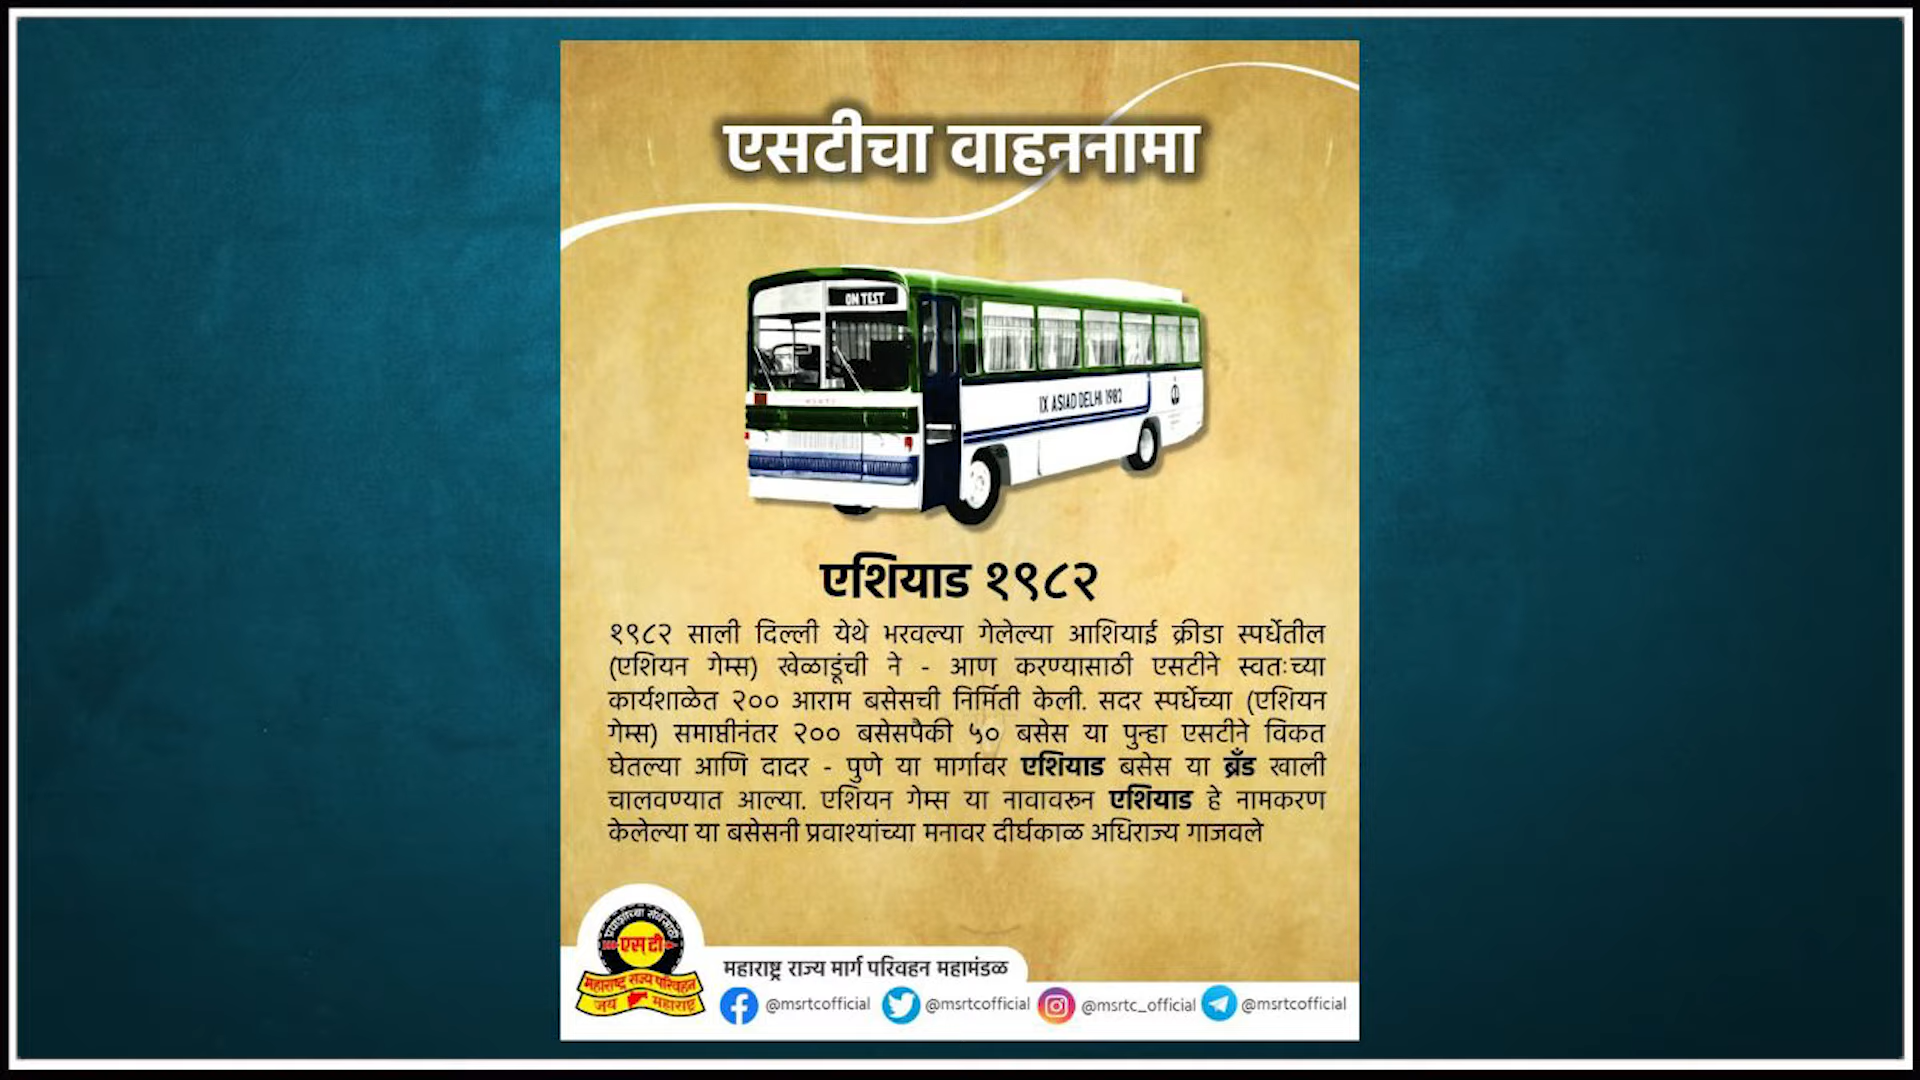 एसटीचा वाहननामा
ON TEST
MSRTC
IX ASIAD DELHI 1982
एशियाड १९८२
१९८२ साली दिल्ली येथे भरवल्या गेलेल्या आशियाई क्रीडा स्पर्धेतील
(एशियन गेम्स) खेळाडूंची ने - आण करण्यासाठी एसटीने स्वतःच्या
कार्यशाळेत २०० आराम बसेसची निर्मिती केली. सदर स्पर्धेच्या (एशियन
गेम्स) समाप्तीनंतर २०० बसेसपैकी ५० बसेस या पुन्हा एसटीने विकत
घेतल्या आणि दादर - पुणे या मार्गावर एशियाड बसेस या ब्रँड खाली
चालवण्यात आल्या. एशियन गेम्स या नावावरून एशियाड हे नामकरण
केलेल्या या बसेसनी प्रवाश्यांच्या मनावर दीर्घकाळ अधिराज्य गाजवले
प्रवाशांच्या सेवेसाठी
एस टी
महाराष्ट्र राज्य परिवहन
जय महाराष्ट्र
महाराष्ट्र राज्य मार्ग परिवहन महामंडळ
@msrtcofficial @msrtcofficial @msrtc_official @msrtcofficial